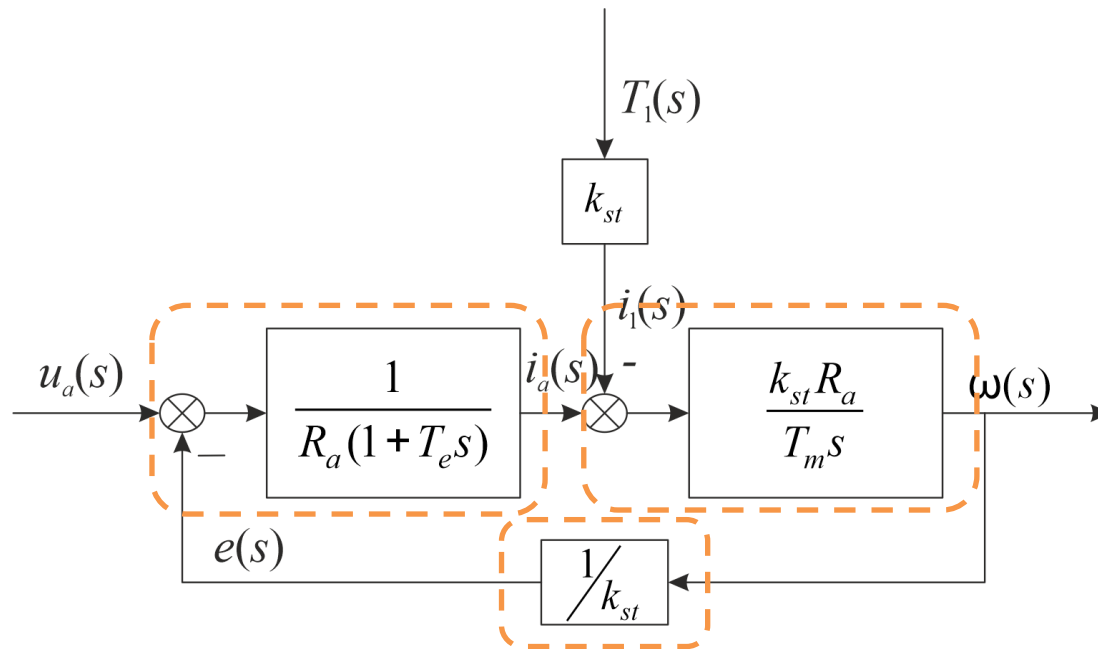 T₁(s)
kₛₜ
i₁(s)
uₐ(s)
1
Rₐ(1+Tₑs)
iₐ(s)
-
kₛₜRₐ
Tₘs
ω(s)
−
e(s)
1/kₛₜ